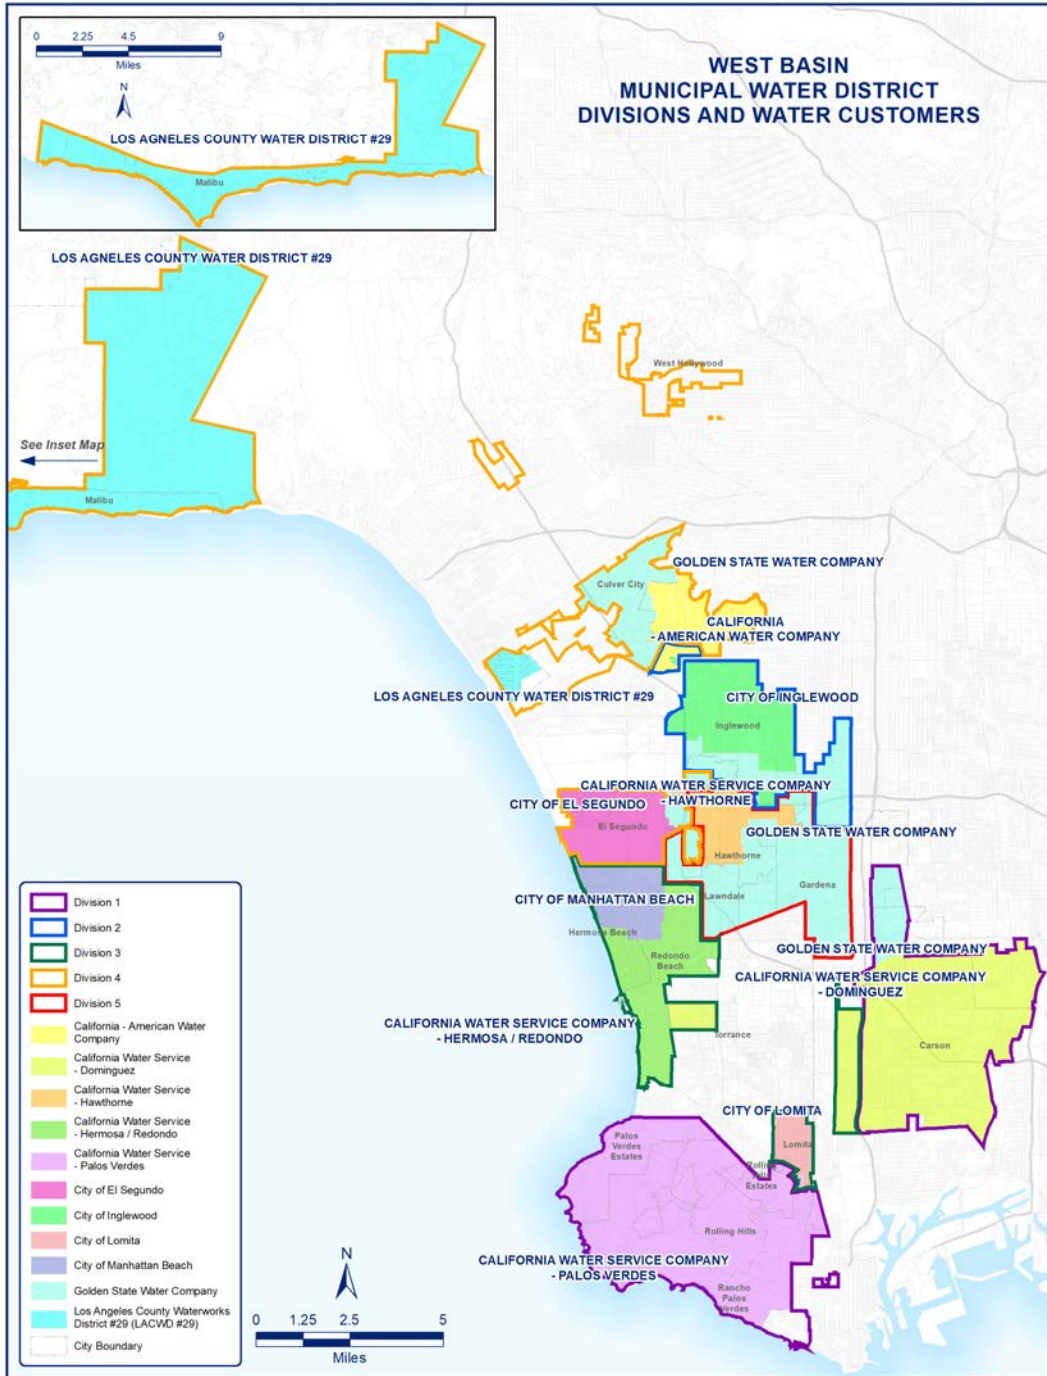 WEST BASIN
MUNICIPAL WATER DISTRICT
DIVISIONS AND WATER CUSTOMERS
0 2.25 4.5 9
Miles
N
LOS AGNELES COUNTY WATER DISTRICT #29
Malibu
LOS AGNELES COUNTY WATER DISTRICT #29
West Hollywood
See Inset Map
Malibu
GOLDEN STATE WATER COMPANY
Culver City
CALIFORNIA
- AMERICAN WATER COMPANY
LOS AGNELES COUNTY WATER DISTRICT #29
CITY OF INGLEWOOD
Inglewood
CALIFORNIA WATER SERVICE COMPANY
- HAWTHORNE
CITY OF EL SEGUNDO
El Segundo
GOLDEN STATE WATER COMPANY
Hawthorne
Gardena
CITY OF MANHATTAN BEACH
Lawndale
Hermosa Beach
GOLDEN STATE WATER COMPANY
Redondo
Beach
CALIFORNIA WATER SERVICE COMPANY
- DOMINGUEZ
CALIFORNIA WATER SERVICE COMPANY
- HERMOSA / REDONDO
Torrance
Carson
CITY OF LOMITA
Lomita
Palos
Verdes
Estates
Rolling
Hills
Estates
Rolling Hills
CALIFORNIA WATER SERVICE COMPANY
- PALOS VERDES
Rancho
Palos
Verdes
Division 1
Division 2
Division 3
Division 4
Division 5
California - American Water
Company
California Water Service
- Dominguez
California Water Service
- Hawthorne
California Water Service
- Hermosa / Redondo
California Water Service
- Palos Verdes
City of El Segundo
City of Inglewood
City of Lomita
City of Manhattan Beach
Golden State Water Company
Los Angeles County Waterworks
District #29 (LACWD #29)
City Boundary
N
0 1.25 2.5 5
Miles